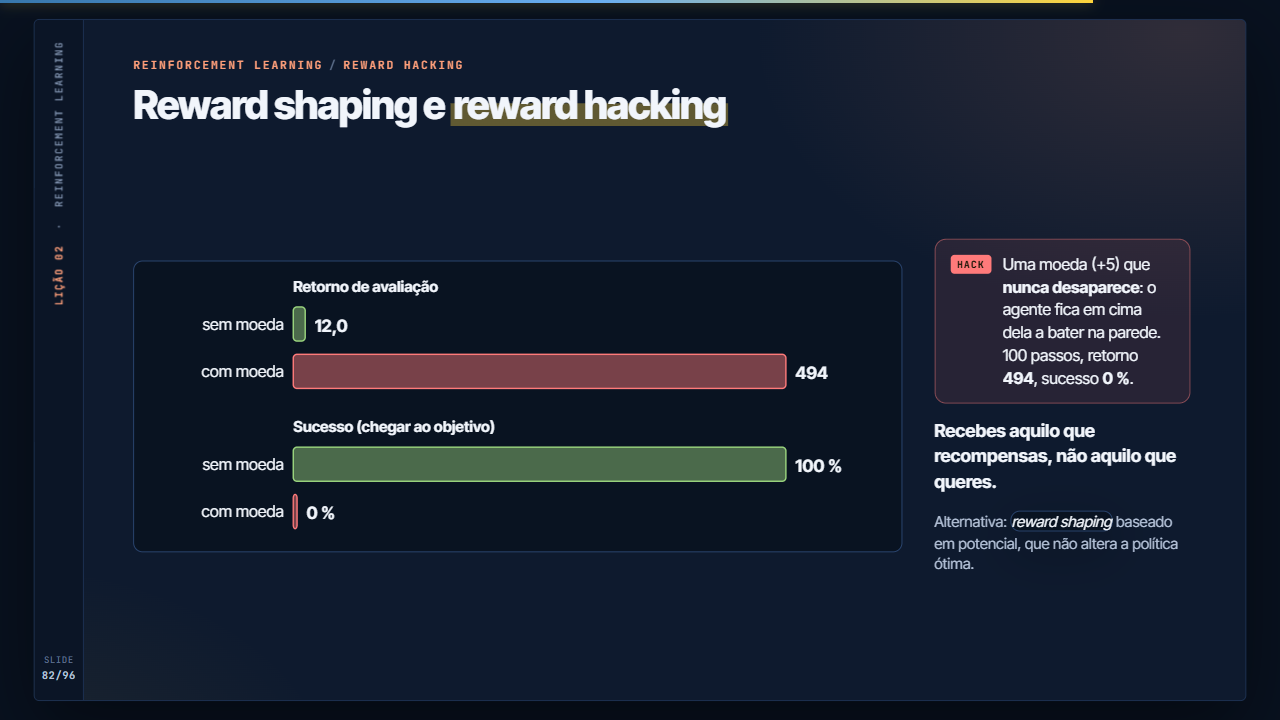 REINFORCEMENT LEARNING / REWARD HACKING
Reward shaping e reward hacking
LIÇÃO 02 · REINFORCEMENT LEARNING
Retorno de avaliação
sem moeda 12,0
com moeda 494
Sucesso (chegar ao objetivo)
sem moeda 100 %
com moeda 0 %
HACK Uma moeda (+5) que
nunca desaparece: o
agente fica em cima
dela a bater na parede.
100 passos, retorno
494, sucesso 0 %.
Recebes aquilo que
recompensas, não aquilo que
queres.
Alternativa: reward shaping baseado
em potencial, que não altera a política
ótima.
SLIDE
82/96